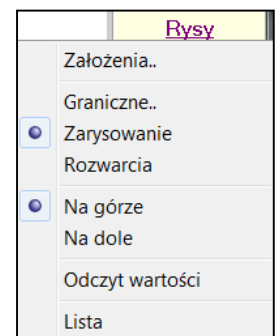 Rysy
Założenia..
Graniczne..
Zarysowanie
Rozwarcia
Na górze
Na dole
Odczyt wartości
Lista